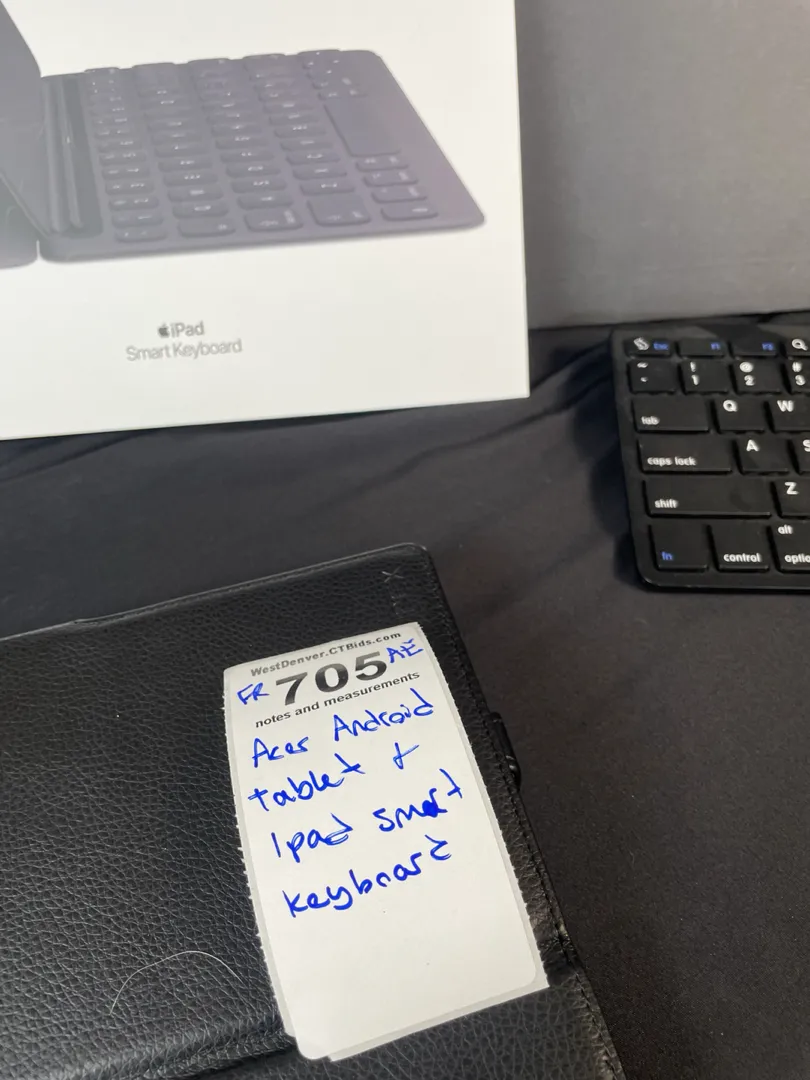 iPad
Smart Keyboard
Esc F1 F2
~ ! @ #
1 2 3
tab Q W
caps lock A S
shift Z
fn control alt
WestDenver.CTBids.com
FR 705 AE
notes and measurements
Acer Android
tablet +
Ipad smart
keyboard